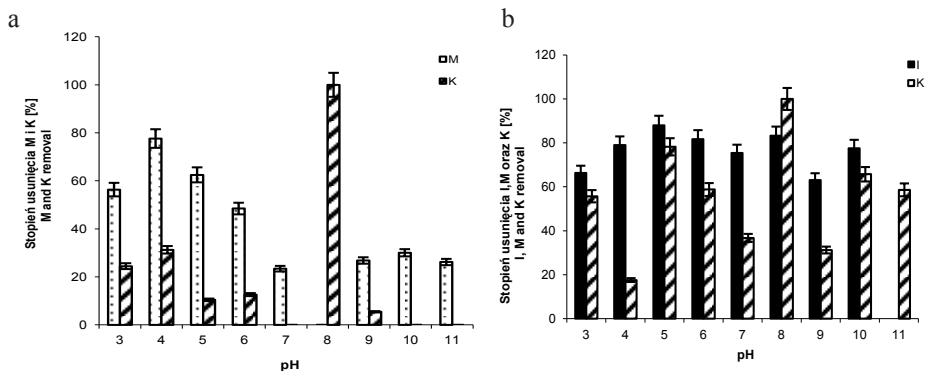 a
Stopień usunięcia M i K [%]
M and K removal
120
100
80
60
40
20
0
M
K
3 4 5 6 7 8 9 10 11
pH
b
Stopień usunięcia I,M oraz K [%]
I, M and K removal
120
100
80
60
40
20
0
I
K
3 4 5 6 7 8 9 10 11
pH